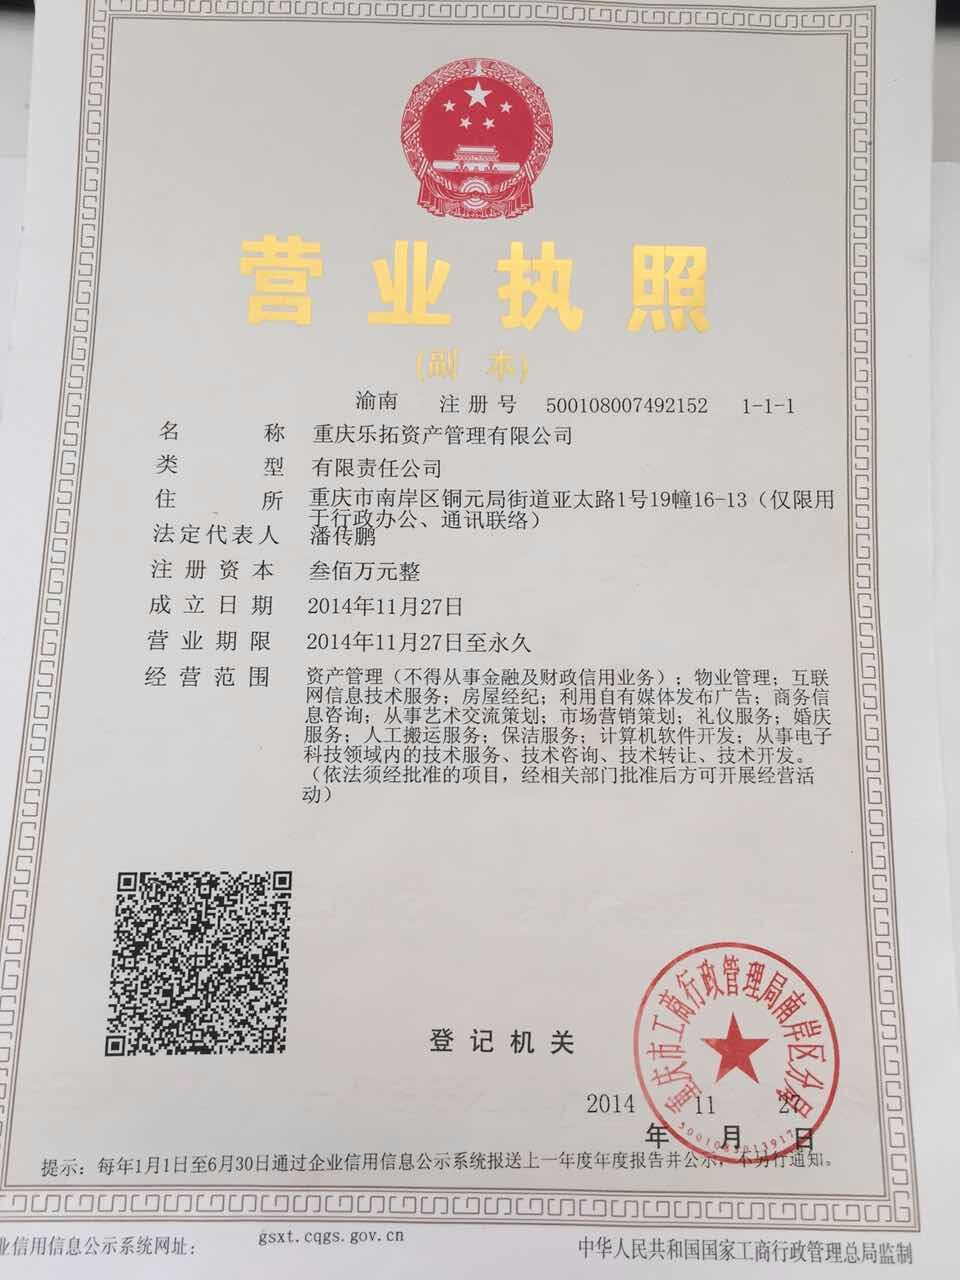 营业执照
(副 本)
渝南 注册号 500108007492152 1-1-1
名称 重庆乐拓资产管理有限公司
类型 有限责任公司
住所 重庆市南岸区铜元局街道亚太路1号19幢16-13（仅限用
于行政办公、通讯联络）
法定代表人 潘传鹏
注册资本 叁佰万元整
成立日期 2014年11月27日
营业期限 2014年11月27日至永久
经营范围 资产管理（不得从事金融及财政信用业务）；物业管理；互联
网信息技术服务；房屋经纪；利用自有媒体发布广告；商务信
息咨询；从事艺术交流策划；市场营销策划；礼仪服务；婚庆
服务；人工搬运服务；保洁服务；计算机软件开发；从事电子
科技领域内的技术服务、技术咨询、技术转让、技术开发。
（依法须经批准的项目，经相关部门批准后方可开展经营活
动）
重庆市工商行政管理局南岸区分局
登记机关
2014 11 27
年 月 日
5001083013917
提示：每年1月1日至6月30日通过企业信用信息公示系统报送上一年度年度报告并公示，不另行通知。
业信用信息公示系统网址： gsxt.cqgs.gov.cn
中华人民共和国国家工商行政管理总局监制